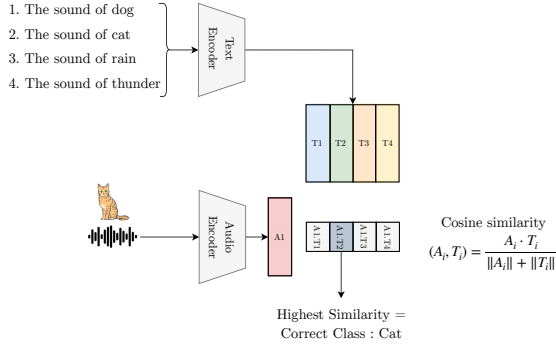 1. The sound of dog
2. The sound of cat
3. The sound of rain
4. The sound of thunder
Text
Encoder
T1 T2 T3 T4
Audio
Encoder
A1
A1.T1 A1.T2 A1.T3 A1.T4
Cosine similarity
(A_i, T_i) = A_i · T_i / ‖A_i‖ + ‖T_i‖
Highest Similarity =
Correct Class : Cat